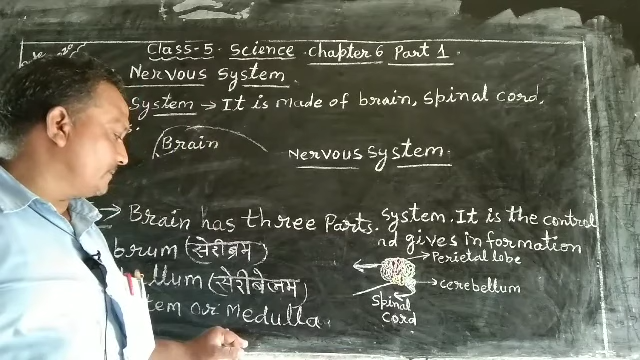 Class-5. Science chapter 6 Part 1.
Nervous System.
System → It is made of brain, spinal cord,
s.
Brain
Nervous System.
→ Brain has three Parts.
System. It is the control
nd gives information
brum (सेरीब्रम)
Perietal lobe
llum (सेरीबेलम)
cerebellum
Spinal
Cord
tem or Medulla.